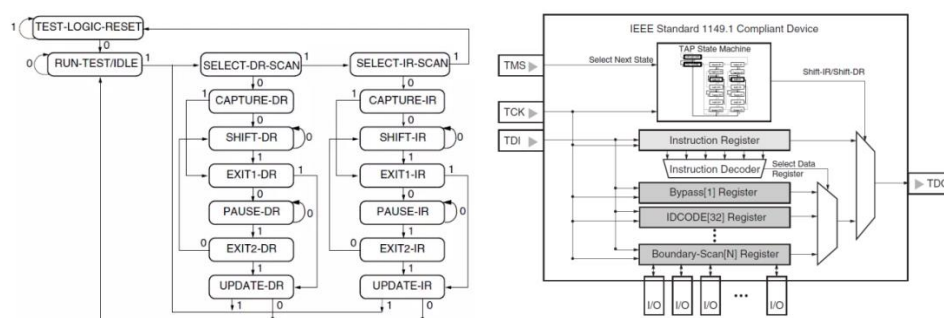 1
TEST-LOGIC-RESET
0
0
RUN-TEST/IDLE
1
SELECT-DR-SCAN
1
SELECT-IR-SCAN
1
0
0
1
CAPTURE-DR
1
CAPTURE-IR
0
0
SHIFT-DR
0
SHIFT-IR
0
1
1
EXIT1-DR
1
EXIT1-IR
1
0
0
PAUSE-DR
0
PAUSE-IR
0
1
1
0
EXIT2-DR
0
EXIT2-IR
1
1
UPDATE-DR
UPDATE-IR
1
0
1
0
IEEE Standard 1149.1 Compliant Device
TAP State Machine
TMS
Select Next State
Shift-IR/Shift-DR
TCK
TDI
Instruction Register
Instruction Decoder
Select Data
Register
TDO
Bypass[1] Register
IDCODE[32] Register
Boundary-Scan[N] Register
I/O
I/O
I/O
I/O